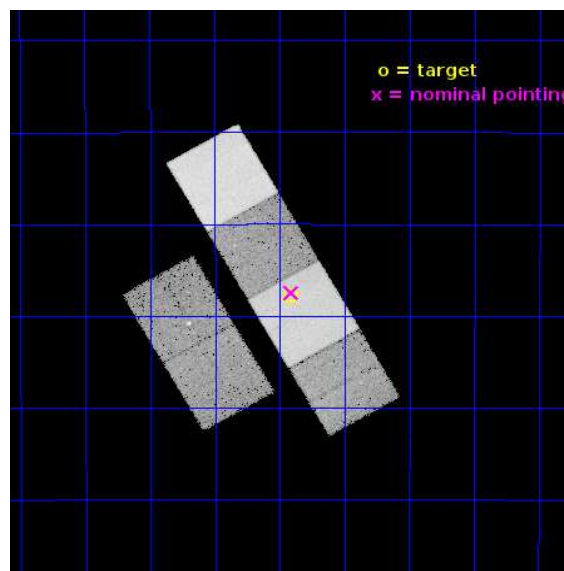 o = target
x = nominal pointing